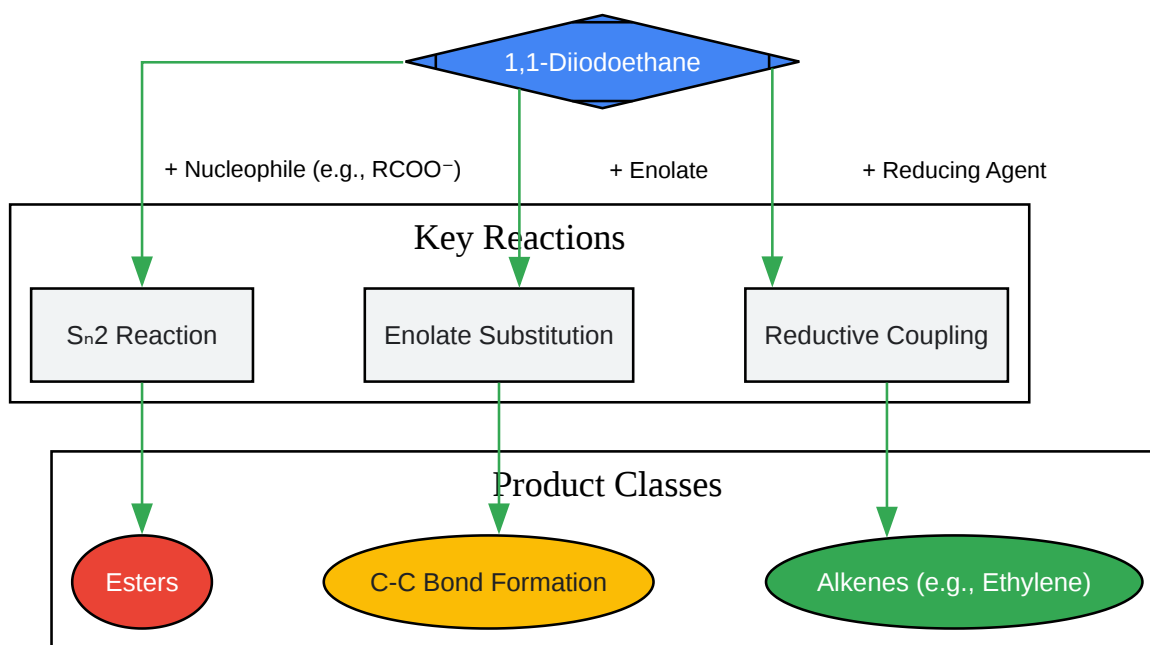 1,1-Diiodoethane
+ Nucleophile (e.g., RCOO⁻)
+ Enolate
+ Reducing Agent
Key Reactions
Sₙ2 Reaction
Enolate Substitution
Reductive Coupling
Product Classes
Esters
C-C Bond Formation
Alkenes (e.g., Ethylene)